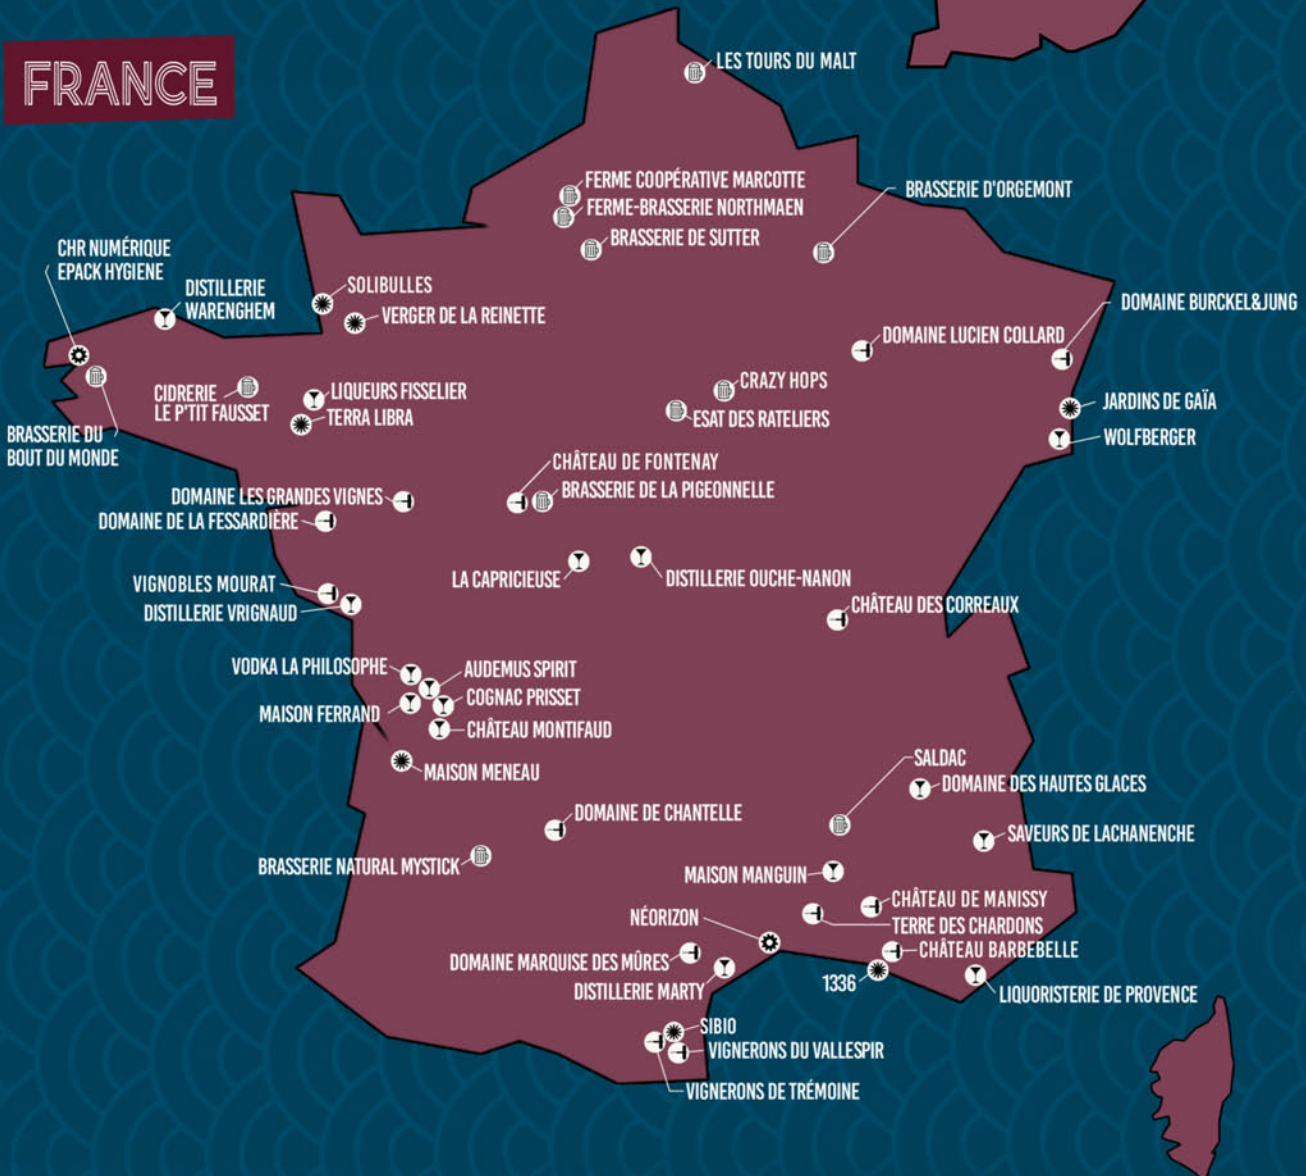 FRANCE
LES TOURS DU MALT
FERME COOPÉRATIVE MARCOTTE
BRASSERIE D'ORGEMONT
FERME-BRASSERIE NORTHMAEN
BRASSERIE DE SUTTER
CHR NUMÉRIQUE
EPACK HYGIENE
DISTILLERIE
WARENGHEM
SOLIBULLES
VERGER DE LA REINETTE
DOMAINE BURCKEL&JUNG
DOMAINE LUCIEN COLLARD
CRAZY HOPS
ESAT DES RATELIERS
CIDRERIE
LE P'TIT FAUSSET
LIQUEURS FISSELIER
TERRA LIBRA
JARDINS DE GAÏA
WOLFBERGER
BRASSERIE DU
BOUT DU MONDE
CHÂTEAU DE FONTENAY
BRASSERIE DE LA PIGEONNELLE
DOMAINE LES GRANDES VIGNES
DOMAINE DE LA FESSARDIÈRE
LA CAPRICIEUSE
DISTILLERIE OUCHE-NANON
VIGNOBLES MOURAT
DISTILLERIE VRIGNAUD
CHÂTEAU DES CORREAUX
VODKA LA PHILOSOPHE
AUDEMUS SPIRIT
COGNAC PRISSET
MAISON FERRAND
CHÂTEAU MONTIFAUD
MAISON MENEAU
SALDAC
DOMAINE DES HAUTES GLACES
DOMAINE DE CHANTELLE
SAVEURS DE LACHANENCHE
BRASSERIE NATURAL MYSTICK
MAISON MANGUIN
CHÂTEAU DE MANISSY
NÉORIZON
TERRE DES CHARDONS
CHÂTEAU BARBEBELLE
DOMAINE MARQUISE DES MÛRES
DISTILLERIE MARTY
1336
LIQUORISTERIE DE PROVENCE
SIBIO
VIGNERONS DU VALLESPIR
VIGNERONS DE TRÉMOINE